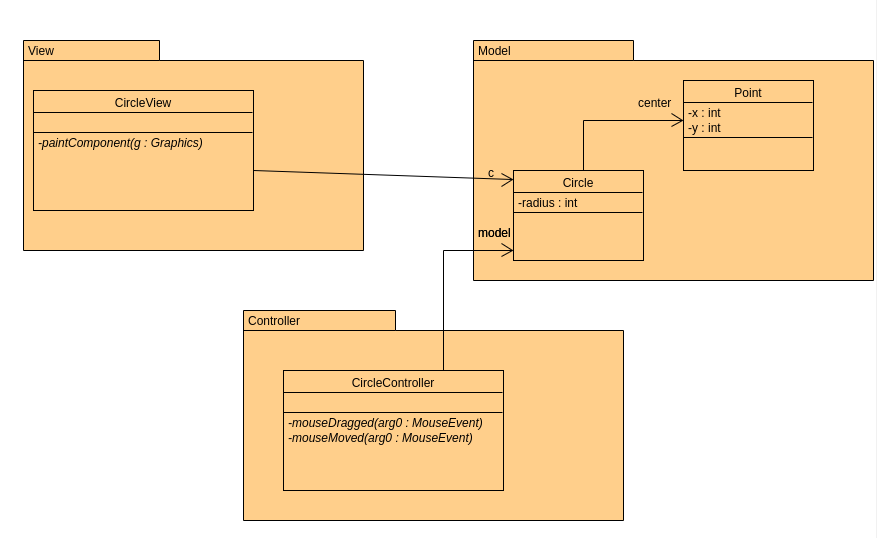 View
CircleView
-paintComponent(g : Graphics)
Model
Point
-x : int
-y : int
center
c
Circle
-radius : int
model
Controller
CircleController
-mouseDragged(arg0 : MouseEvent)
-mouseMoved(arg0 : MouseEvent)